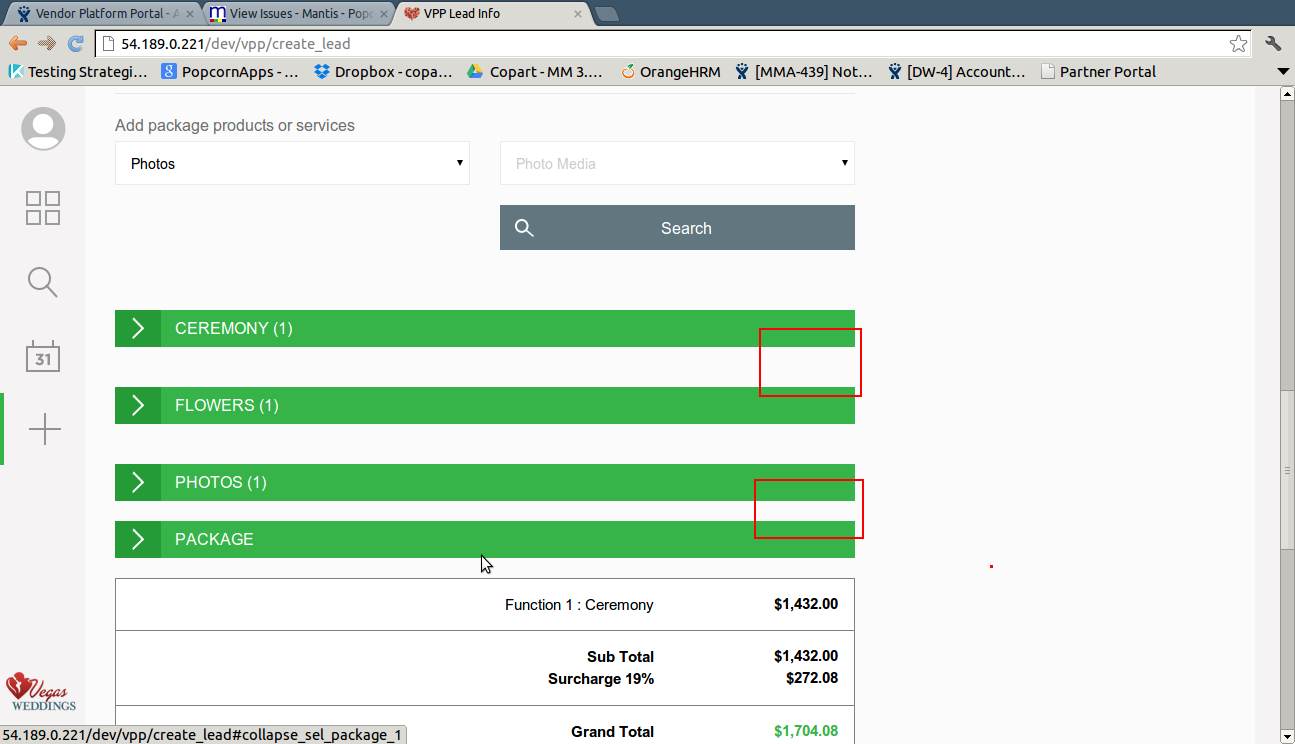 Vendor Platform Portal - A
View Issues - Mantis - Popc
VPP Lead Info
54.189.0.221/dev/vpp/create_lead
Testing Strategi...
PopcornApps - ...
Dropbox - copa...
Copart - MM 3....
OrangeHRM
[MMA-439] Not...
[DW-4] Account...
Partner Portal
Add package products or services
Photos
Photo Media
Search
CEREMONY (1)
31
FLOWERS (1)
PHOTOS (1)
PACKAGE
Function 1 : Ceremony $1,432.00
Sub Total $1,432.00
Surcharge 19% $272.08
Grand Total $1,704.08
Vegas
WEDDINGS
54.189.0.221/dev/vpp/create_lead#collapse_sel_package_1